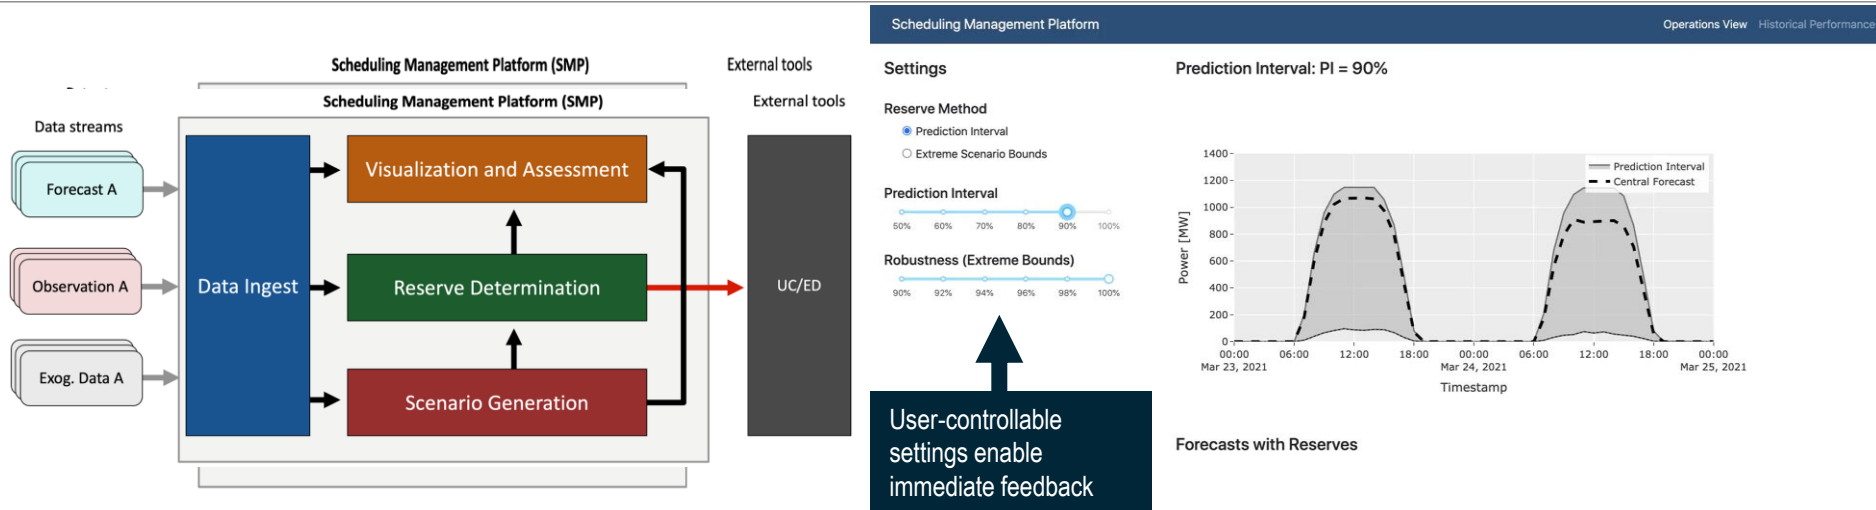 Scheduling Management Platform (SMP)
External tools
Scheduling Management Platform (SMP)
External tools
Data streams
Forecast A
Observation A
Exog. Data A
Data Ingest
Visualization and Assessment
Reserve Determination
Scenario Generation
UC/ED
Scheduling Management Platform
Operations View
Historical Performance
Settings
Reserve Method
Prediction Interval
Extreme Scenario Bounds
Prediction Interval
50% 60% 70% 80% 90% 100%
Robustness (Extreme Bounds)
90% 92% 94% 96% 98% 100%
User-controllable
settings enable
immediate feedback
Prediction Interval: PI = 90%
Prediction Interval
Central Forecast
Power [MW]
1400
1200
1000
800
600
400
200
0
00:00 06:00 12:00 18:00 00:00 06:00 12:00 18:00 00:00
Mar 23, 2021 Mar 24, 2021 Mar 25, 2021
Timestamp
Forecasts with Reserves